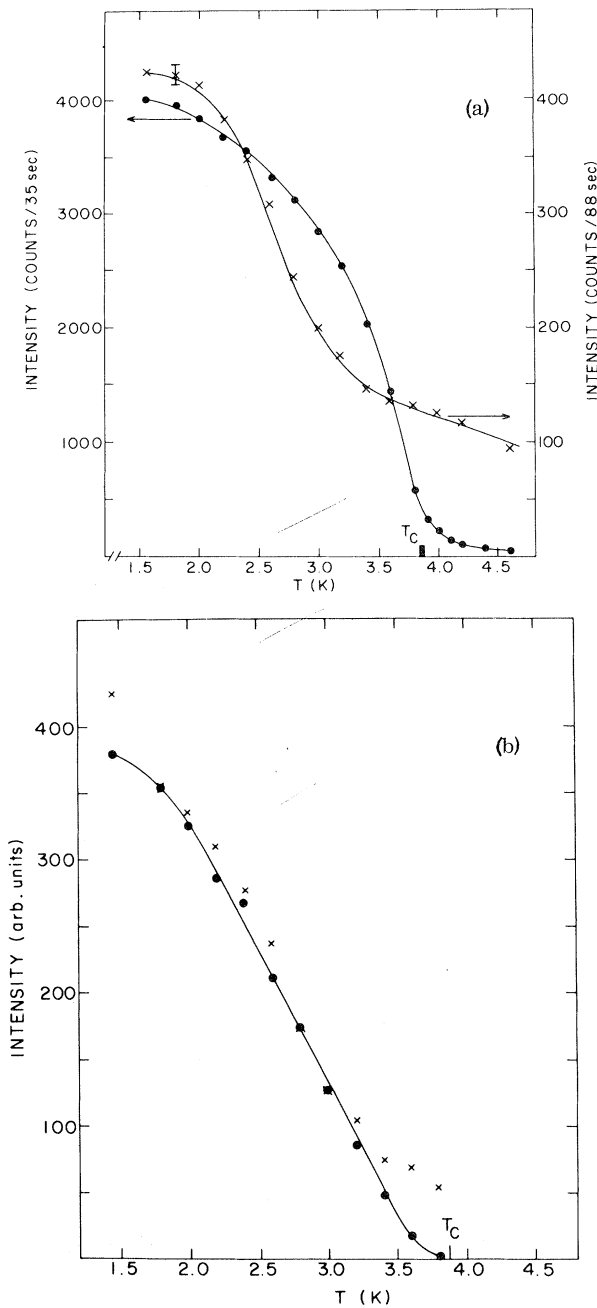 (a)
4000
3000
2000
1000
INTENSITY (COUNTS/35 sec)
400
300
200
100
INTENSITY (COUNTS/88 sec)
TC
1.5 2.0 2.5 3.0 3.5 4.0 4.5
T (K)
(b)
400
300
200
100
INTENSITY (arb. units)
TC
1.5 2.0 2.5 3.0 3.5 4.0 4.5
T (K)